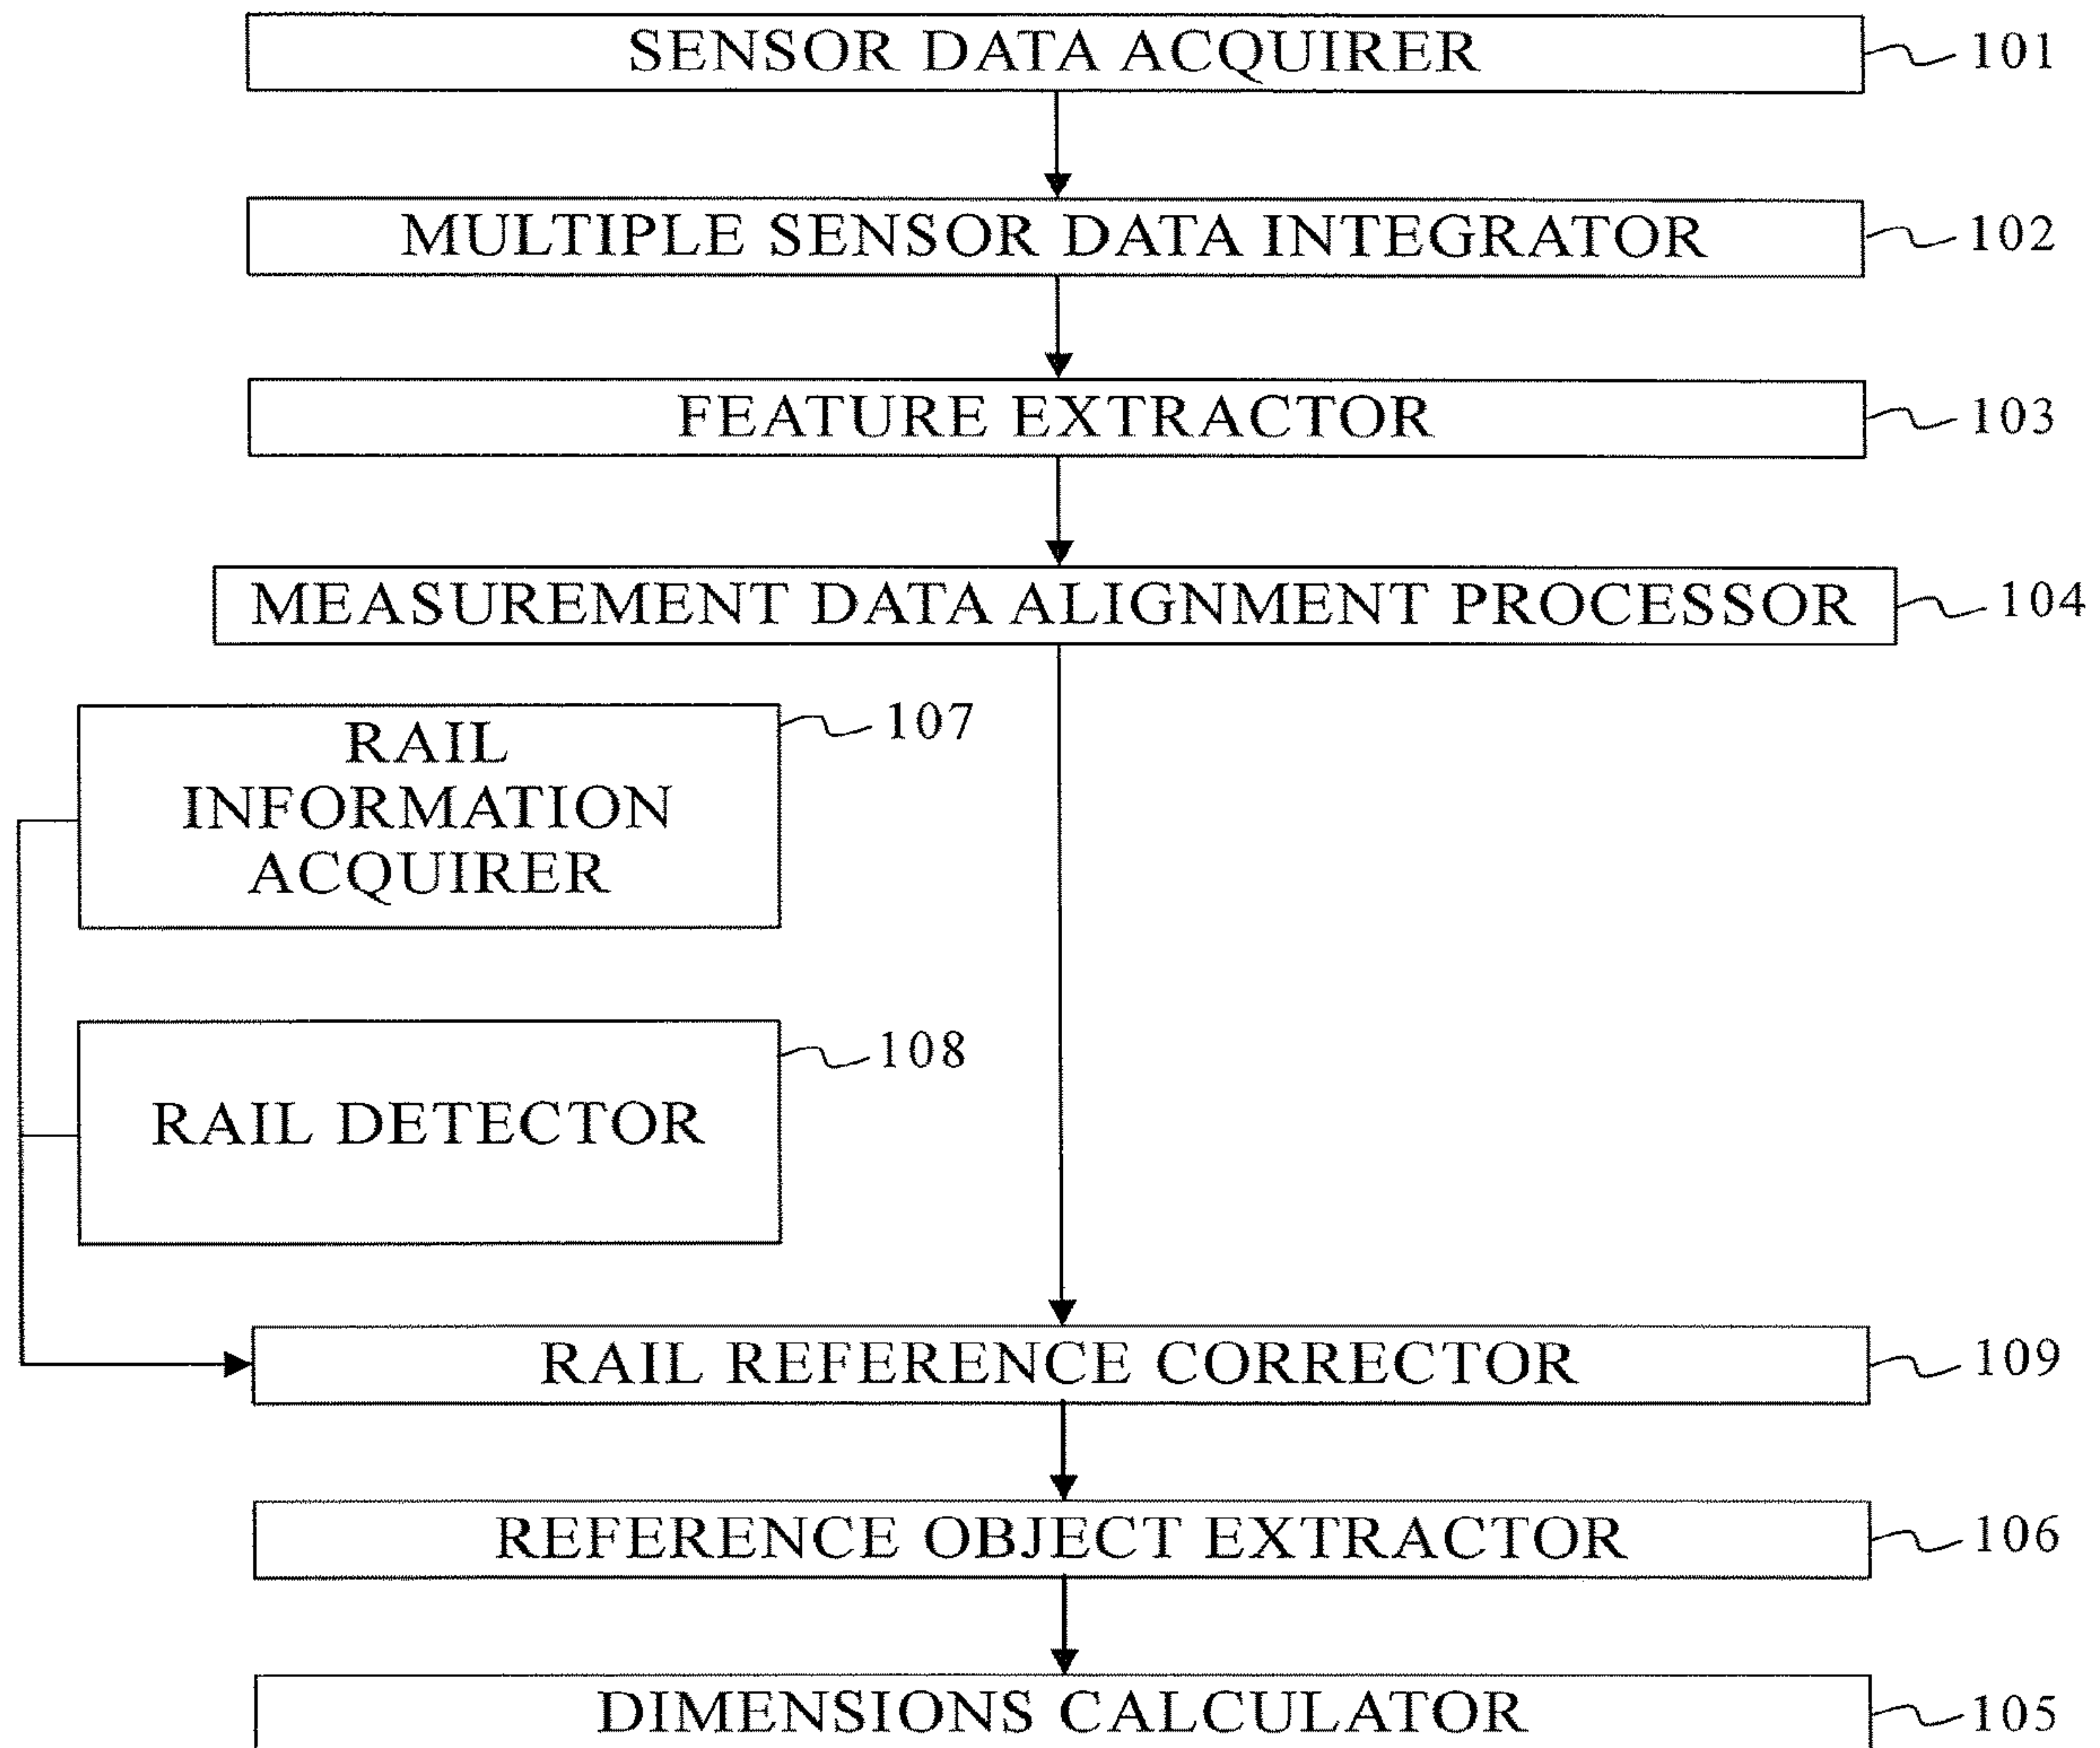 SENSOR DATA ACQUIRER 101
MULTIPLE SENSOR DATA INTEGRATOR 102
FEATURE EXTRACTOR 103
MEASUREMENT DATA ALIGNMENT PROCESSOR 104
107
RAIL
INFORMATION
ACQUIRER
108
RAIL DETECTOR
RAIL REFERENCE CORRECTOR 109
REFERENCE OBJECT EXTRACTOR 106
DIMENSIONS CALCULATOR 105